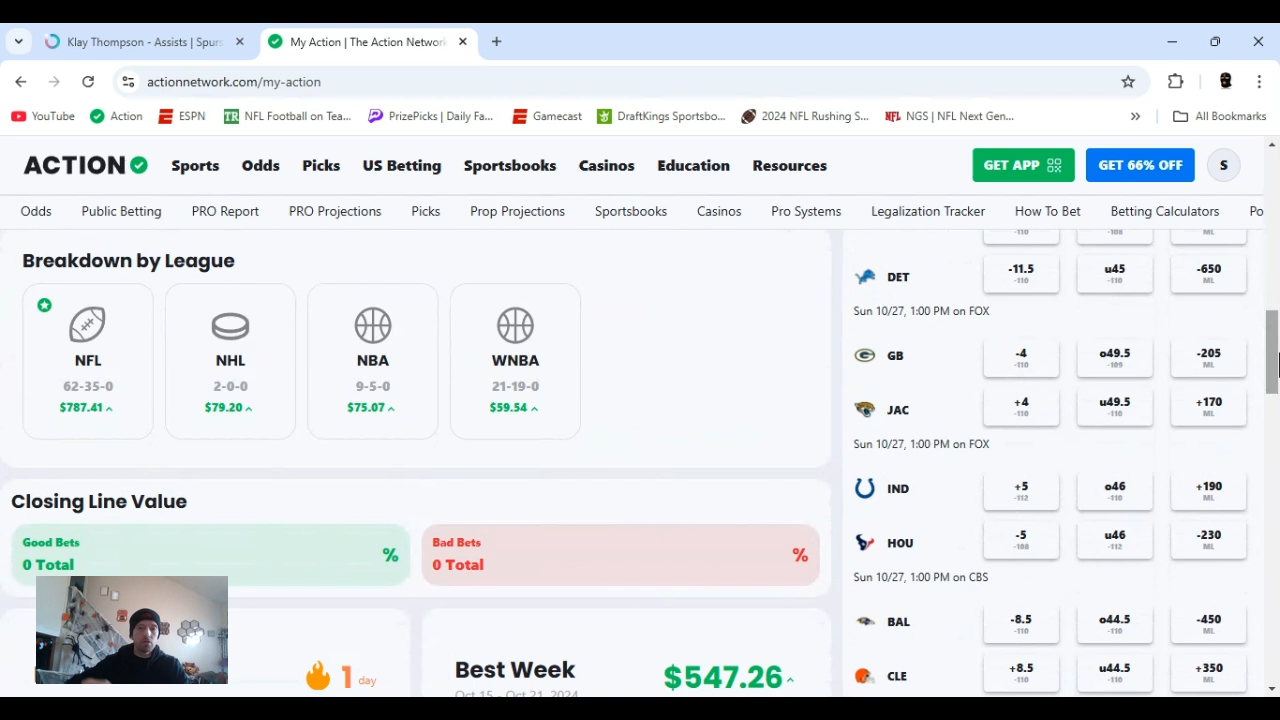 Klay Thompson - Assists | Spurs
My Action | The Action Network
actionnetwork.com/my-action
YouTube
Action
ESPN
NFL Football on Tea...
PrizePicks | Daily Fa...
Gamecast
DraftKings Sportsbo...
2024 NFL Rushing S...
NFL
NGS | NFL Next Gen...
»
All Bookmarks
ACTION
Sports
Odds
Picks
US Betting
Sportsbooks
Casinos
Education
Resources
GET APP
GET 66% OFF
S
Odds
Public Betting
PRO Report
PRO Projections
Picks
Prop Projections
Sportsbooks
Casinos
Pro Systems
Legalization Tracker
How To Bet
Betting Calculators
Po
Breakdown by League
NFL
62-35-0
$787.41
NHL
2-0-0
$79.20
NBA
9-5-0
$75.07
WNBA
21-19-0
$59.54
Closing Line Value
Good Bets
0 Total
%
Bad Bets
0 Total
%
1 day
Best Week
Oct 15 - Oct 21, 2024
$547.26
-110
-108
ML
DET
-11.5
-110
u45
-110
-650
ML
Sun 10/27, 1:00 PM on FOX
GB
-4
-110
o49.5
-109
-205
ML
JAC
+4
-110
u49.5
-110
+170
ML
Sun 10/27, 1:00 PM on FOX
IND
+5
-112
o46
-110
+190
ML
HOU
-5
-108
u46
-112
-230
ML
Sun 10/27, 1:00 PM on CBS
BAL
-8.5
-110
o44.5
-110
-450
ML
CLE
+8.5
-110
u44.5
-110
+350
ML